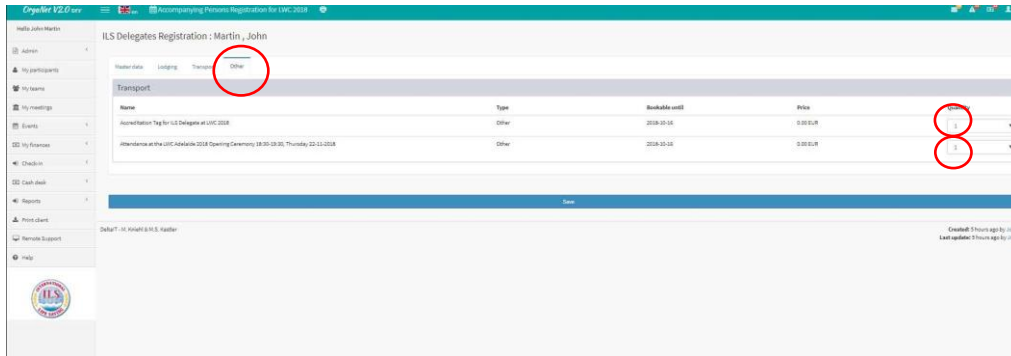 OrgaNet V2.0 DEV
Accompanying Persons Registration for LWC 2018
Hello John Martin
ILS Delegates Registration : Martin , John
Admin
My participants
My teams
My meetings
Events
My finances
Check-in
Cash desk
Reports
Print client
Remote Support
Help
Master data Lodging Transport Other
Transport
Name Type Bookable until Price Quantity
Accreditation Tag for ILS Delegate at LWC 2018 Other 2018-10-16 0.00 EUR 1
Attendance at the LWC Adelaide 2018 Opening Ceremony 18:00-19:30, Thursday 22-11-2018 Other 2018-10-16 0.00 EUR 1
Save
Created: 5 hours ago by
Last update: 5 hours ago by
ILS